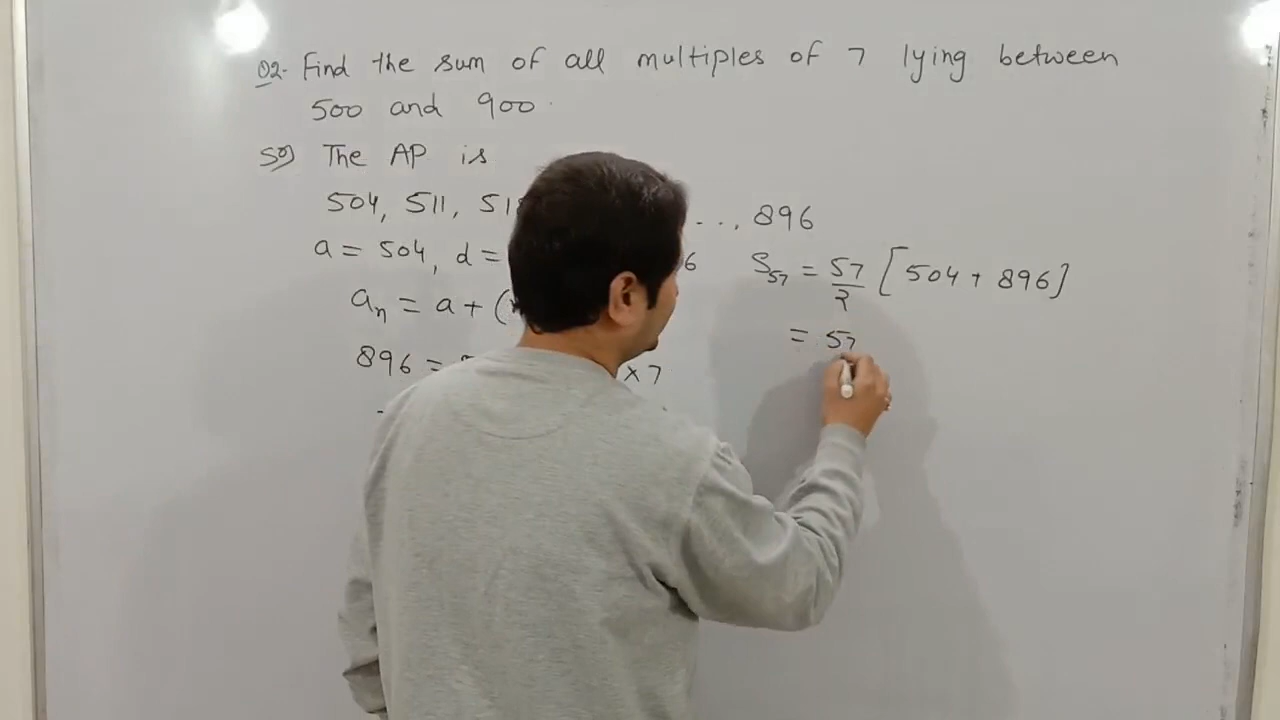 Q2. Find the sum of all multiples of 7 lying between
500 and 900.
Sol) The AP is
504, 511, 51 ..., 896
a = 504, d = 6
aₙ = a + (
896 = x 7
S₅₇ = 57/2 [504 + 896]
= 57